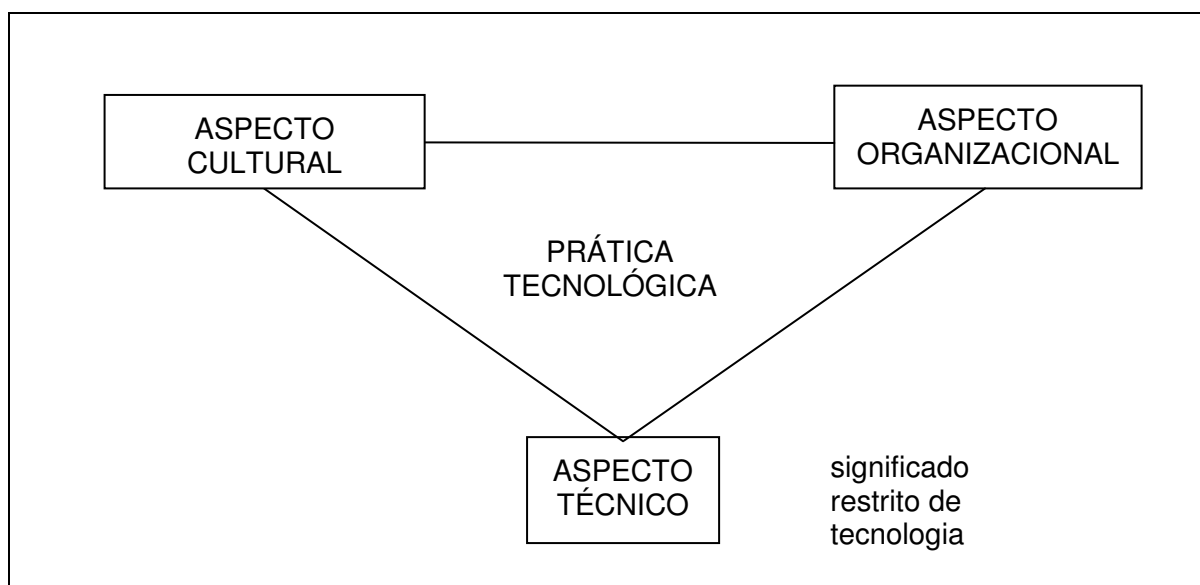 ASPECTO
CULTURAL
ASPECTO
ORGANIZACIONAL
PRÁTICA
TECNOLÓGICA
ASPECTO
TÉCNICO
significado
restrito de
tecnologia